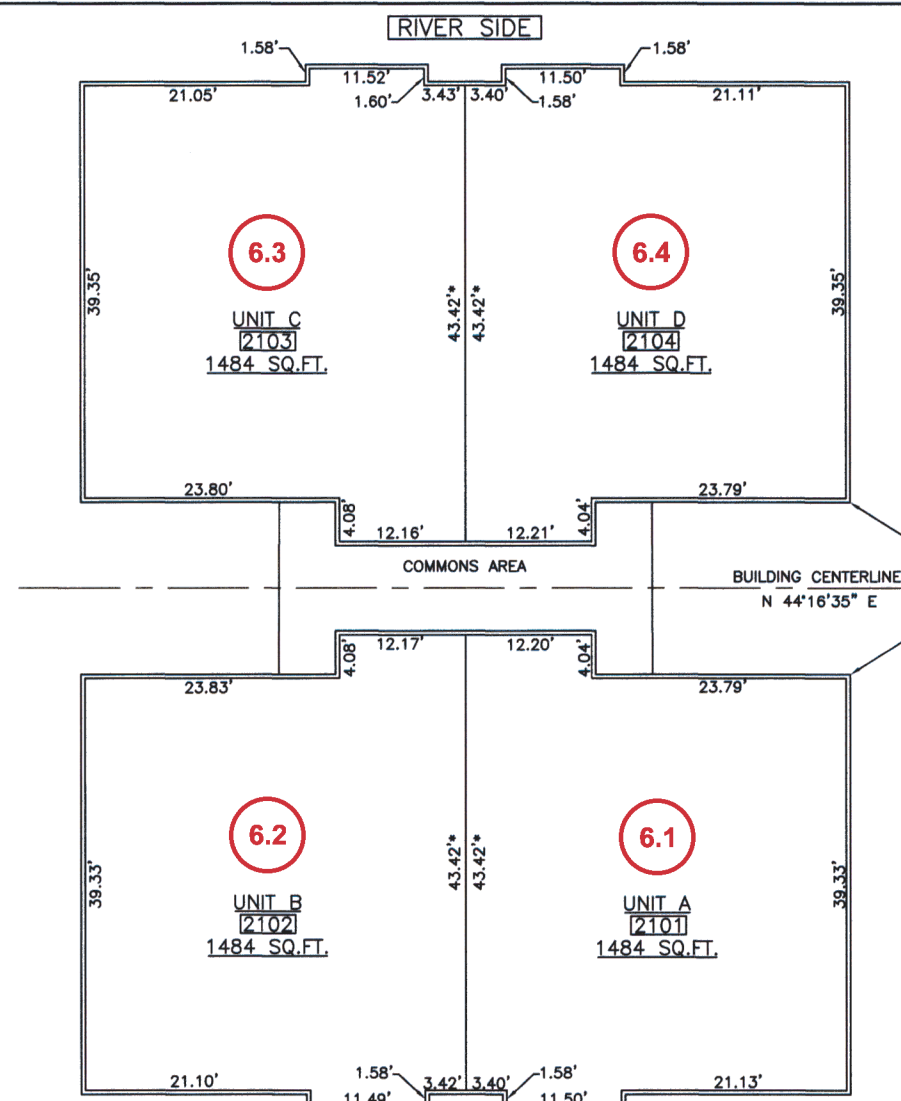 RIVER SIDE
1.58' 1.58'
11.52' 11.50'
21.05' 1.60' 3.43' 3.40' 1.58' 21.11'
6.3 6.4
39.35' 43.42'* 43.42'* 39.35'
UNIT C UNIT D
2103 2104
1484 SQ.FT. 1484 SQ.FT.
23.80' 23.79'
4.08' 4.04'
12.16' 12.21'
COMMONS AREA
BUILDING CENTERLINE
N 44°16'35" E
12.17' 12.20'
4.08' 4.04'
23.83' 23.79'
6.2 6.1
39.33' 43.42'* 43.42'* 39.33'
UNIT B UNIT A
2102 2101
1484 SQ.FT. 1484 SQ.FT.
1.58' 1.58'
21.10' 3.42' 3.40' 21.13'
11.49' 11.50'